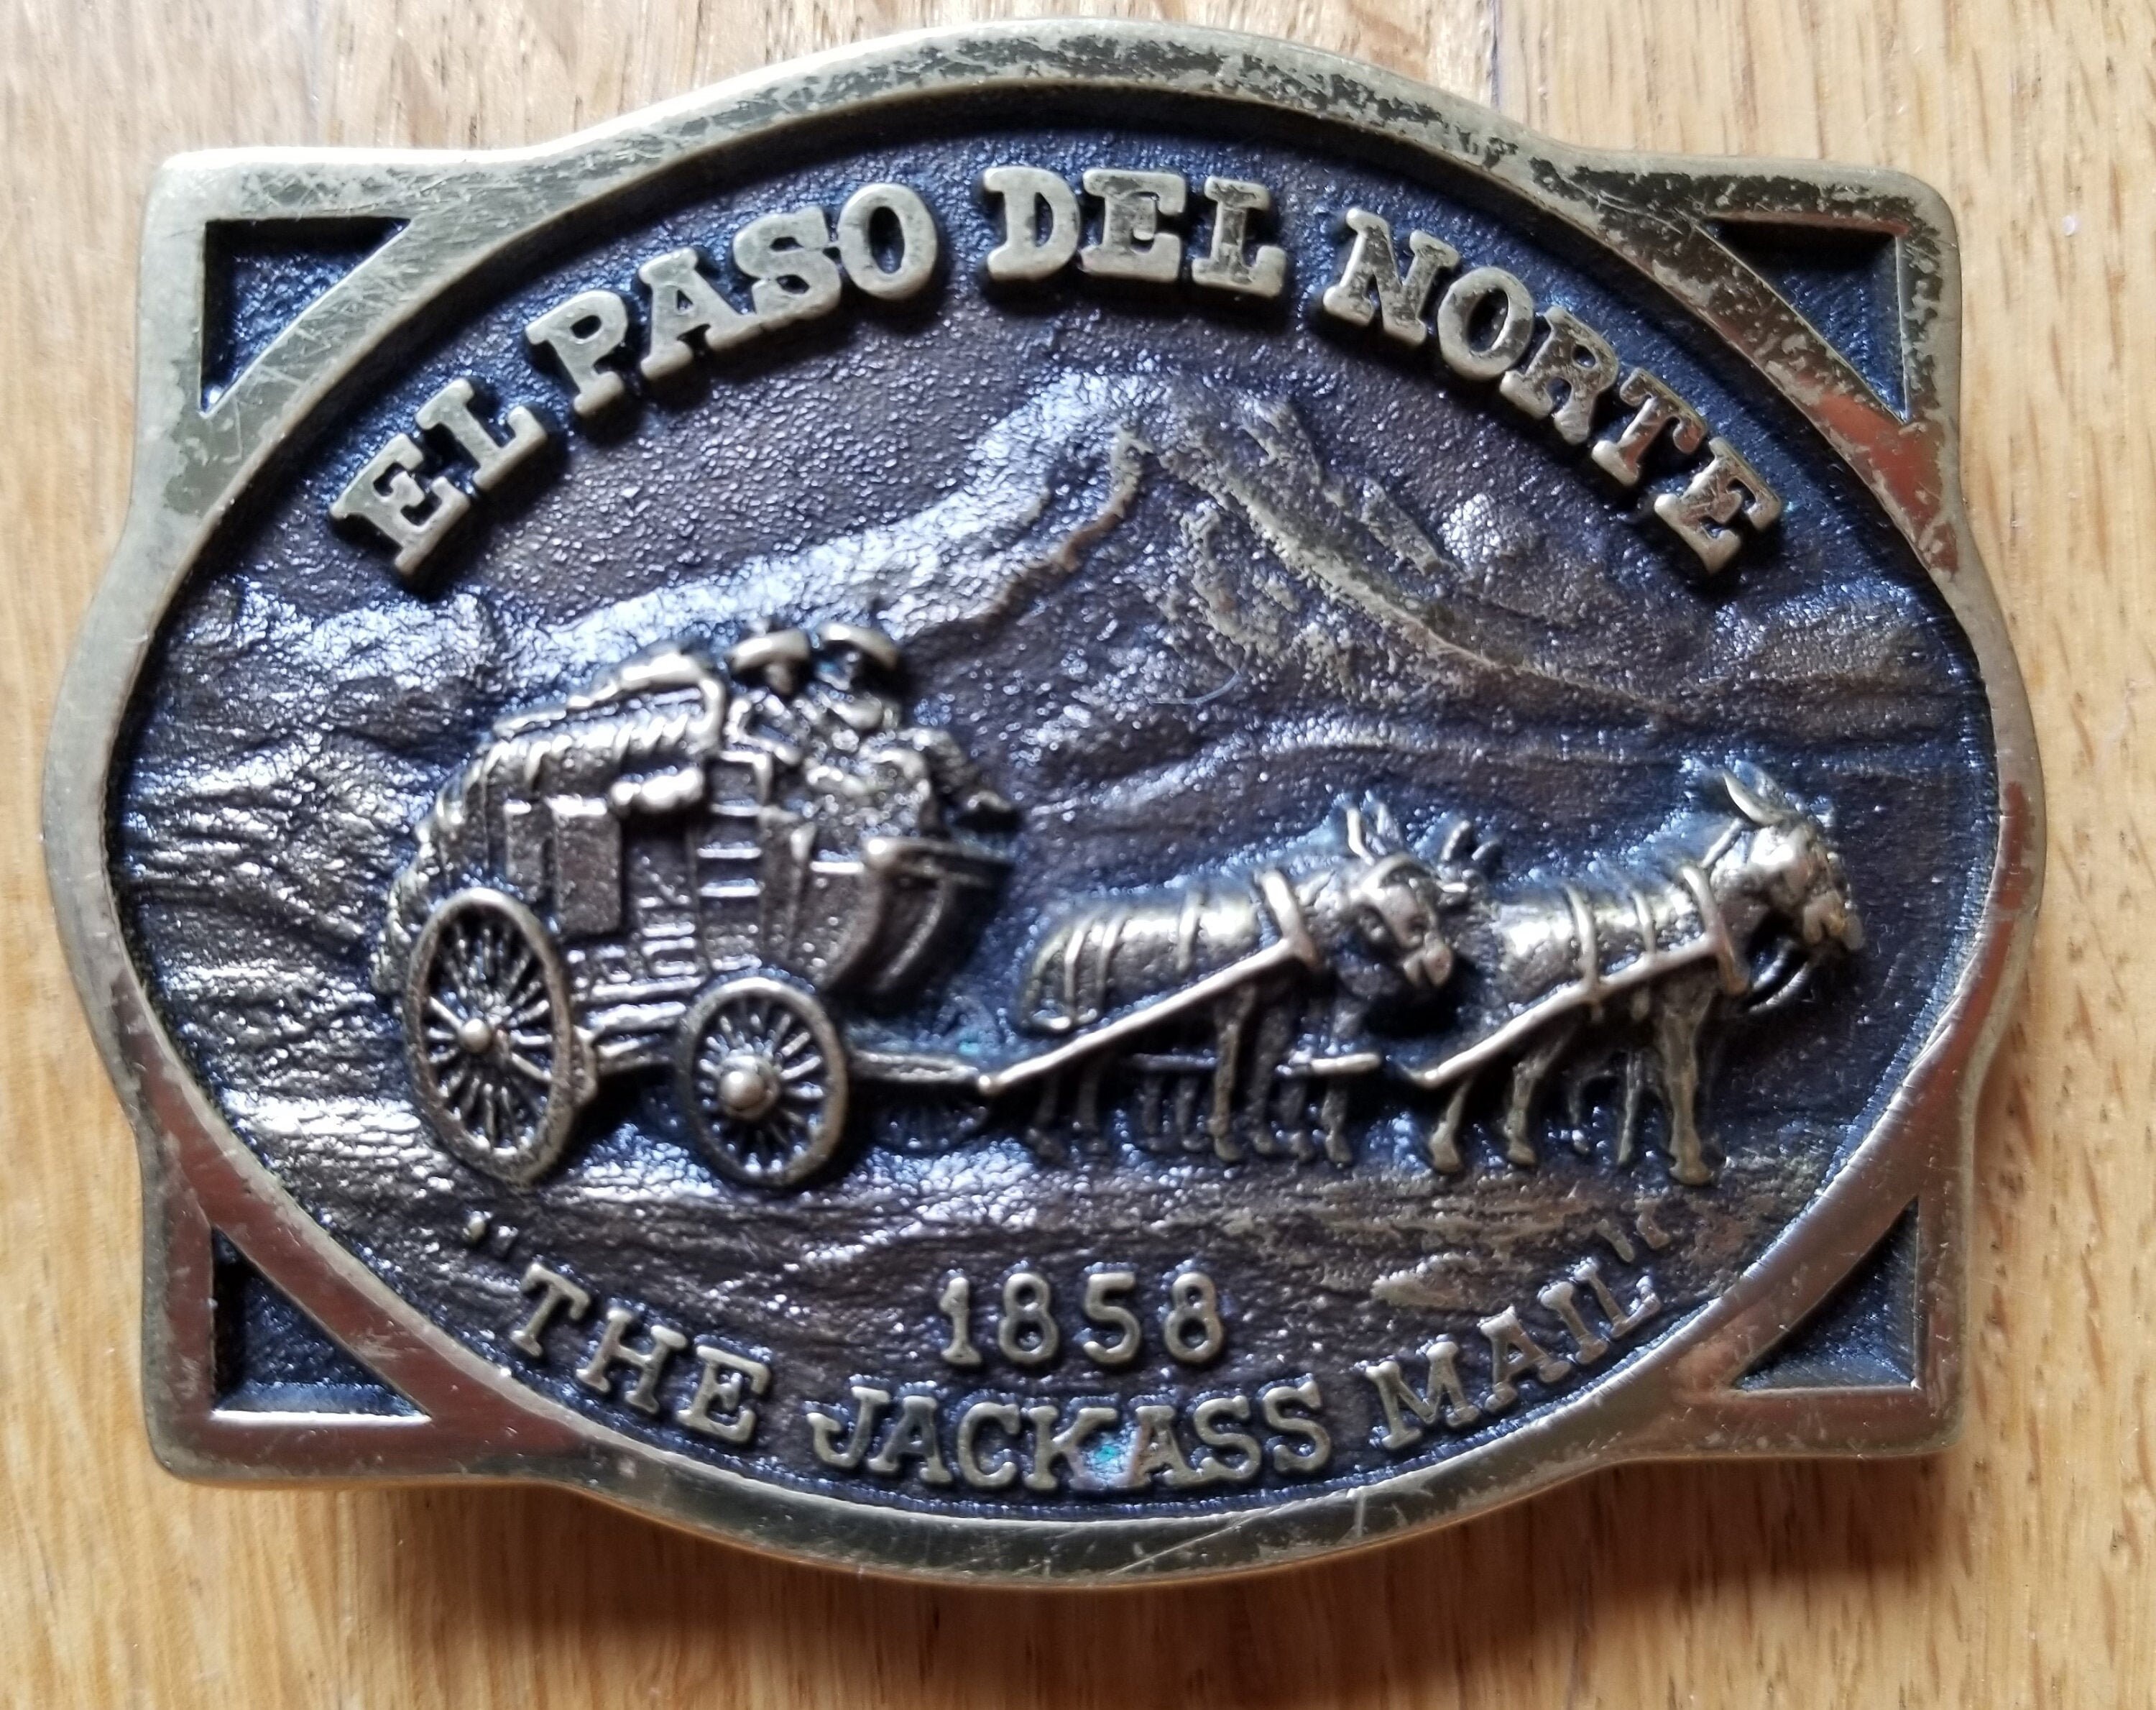 EL PASO DEL NORTE
1858
"THE JACKASS MAIL"